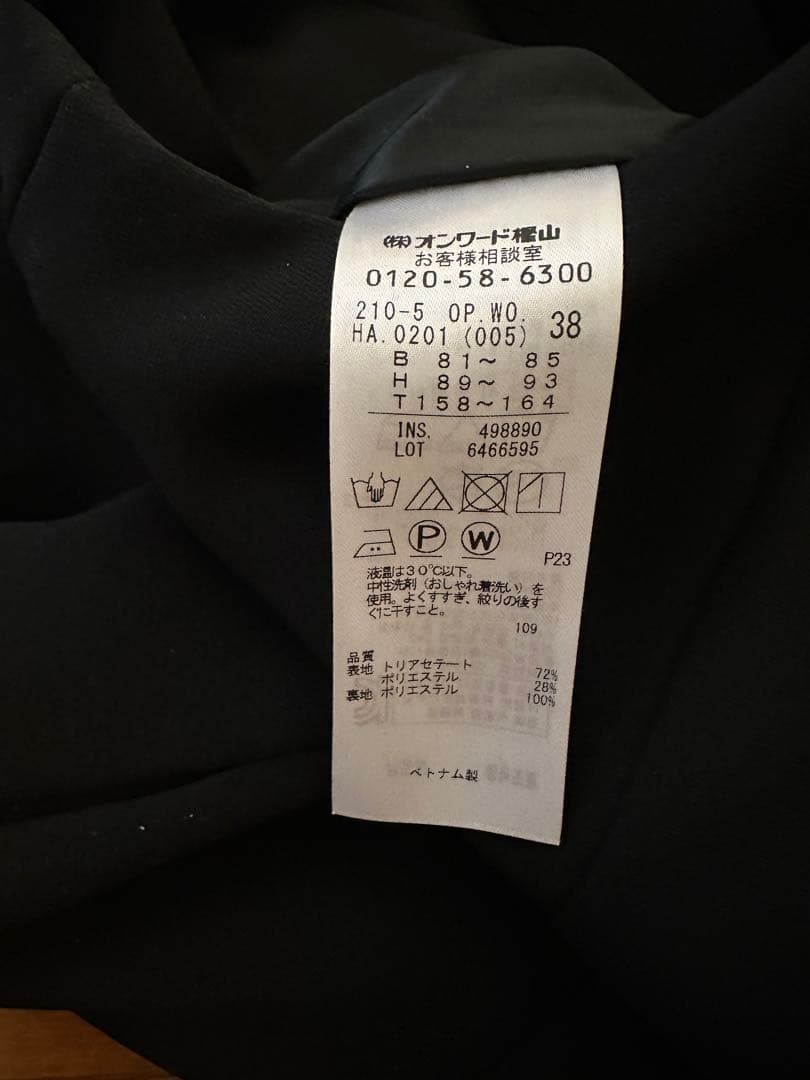 ㈱オンワード樫山
お客様相談室
0120-58-6300
210-5 OP.WO.
HA.0201 (005) 38
B 81～ 85
H 89～ 93
T 158～164
INS. 498890
LOT 6466595
P W
P23
液温は30℃以下。
中性洗剤(おしゃれ着洗い)を
使用。よくすすぎ、絞りの後す
ぐに干すこと。
109
品質
表地 トリアセテート 72%
ポリエステル 28%
裏地 ポリエステル 100%
ベトナム製